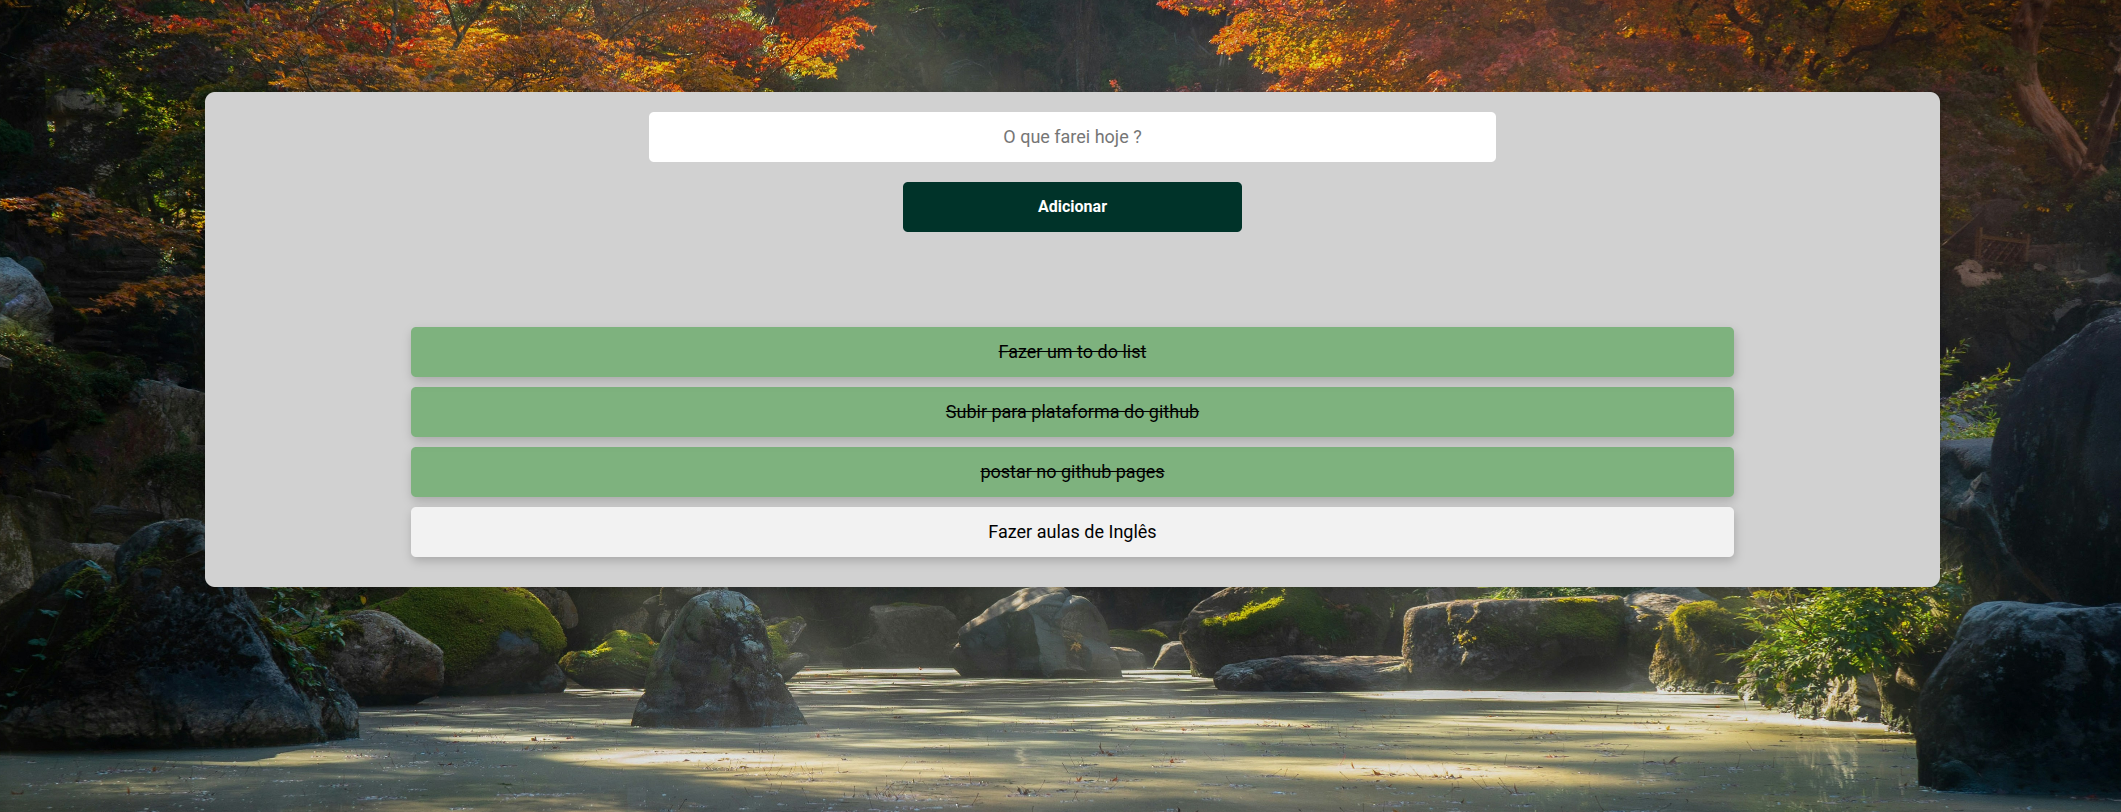 O que farei hoje ?
Adicionar
Fazer um to do list
Subir para plataforma do github
postar no github pages
Fazer aulas de Inglês